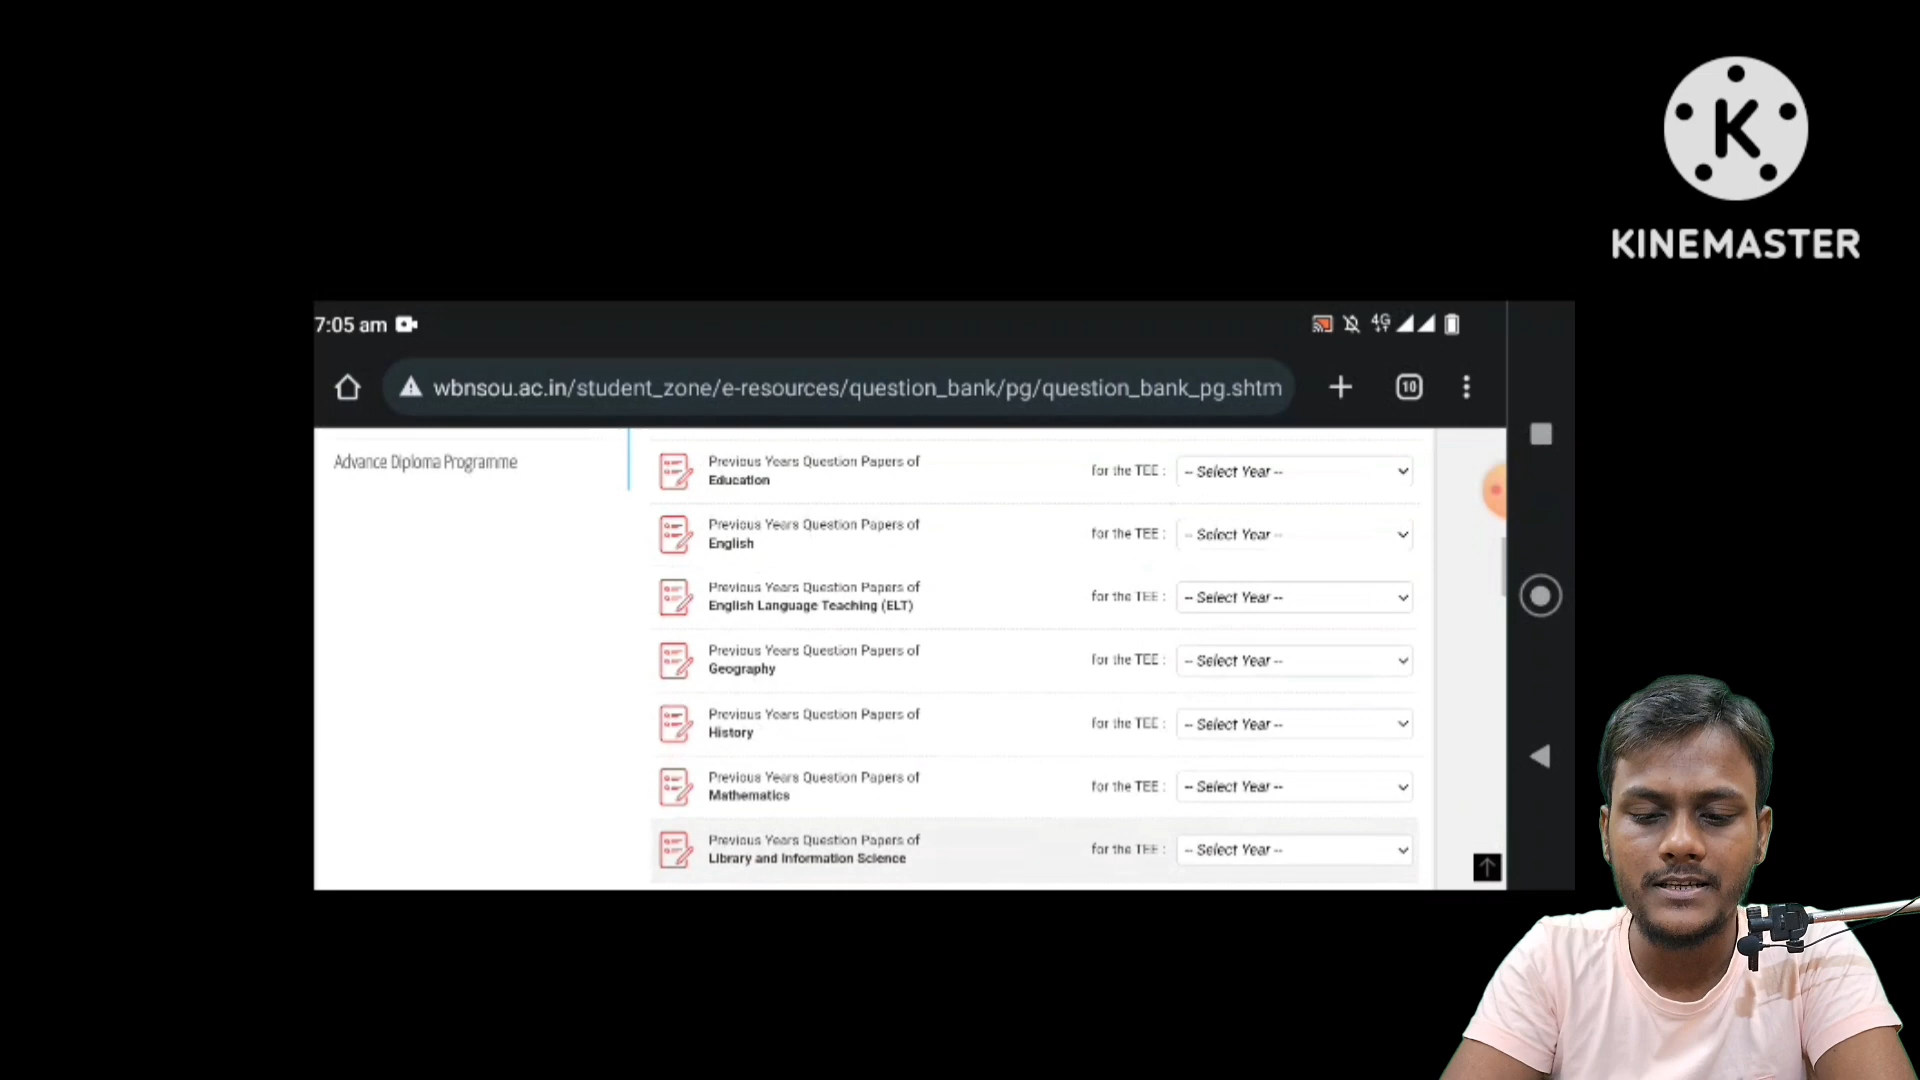 K
KINEMASTER
7:05 am
4G
wbnsou.ac.in/student_zone/e-resources/question_bank/pg/question_bank_pg.shtm
10
Advance Diploma Programme
Previous Years Question Papers of
Education
for the TEE :
-- Select Year --
Previous Years Question Papers of
English
for the TEE :
-- Select Year --
Previous Years Question Papers of
English Language Teaching (ELT)
for the TEE :
-- Select Year --
Previous Years Question Papers of
Geography
for the TEE :
-- Select Year --
Previous Years Question Papers of
History
for the TEE :
-- Select Year --
Previous Years Question Papers of
Mathematics
for the TEE :
-- Select Year --
Previous Years Question Papers of
Library and Information Science
for the TEE :
-- Select Year --